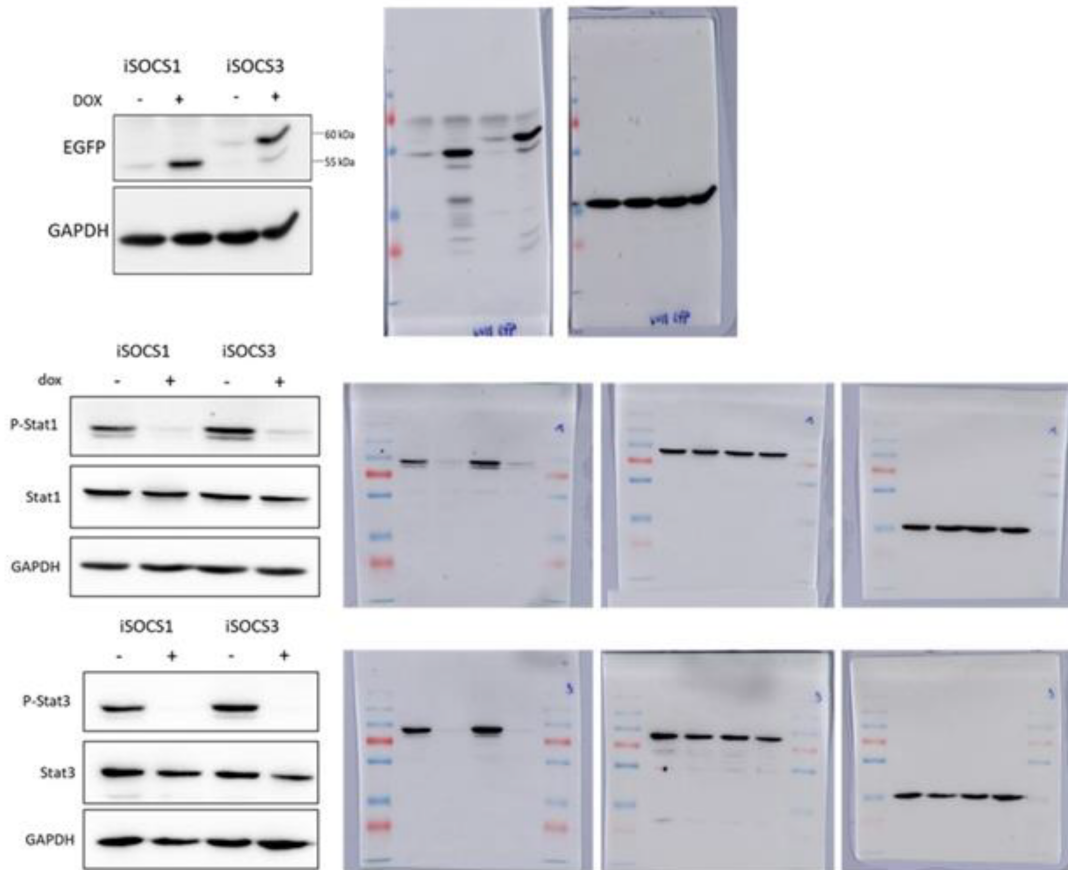 iSOCS1 iSOCS3
DOX - + - +
EGFP
60 kDa
55 kDa
GAPDH
iSOCS1 iSOCS3
dox - + - +
P-Stat1
Stat1
GAPDH
iSOCS1 iSOCS3
- + - +
P-Stat3
Stat3
GAPDH